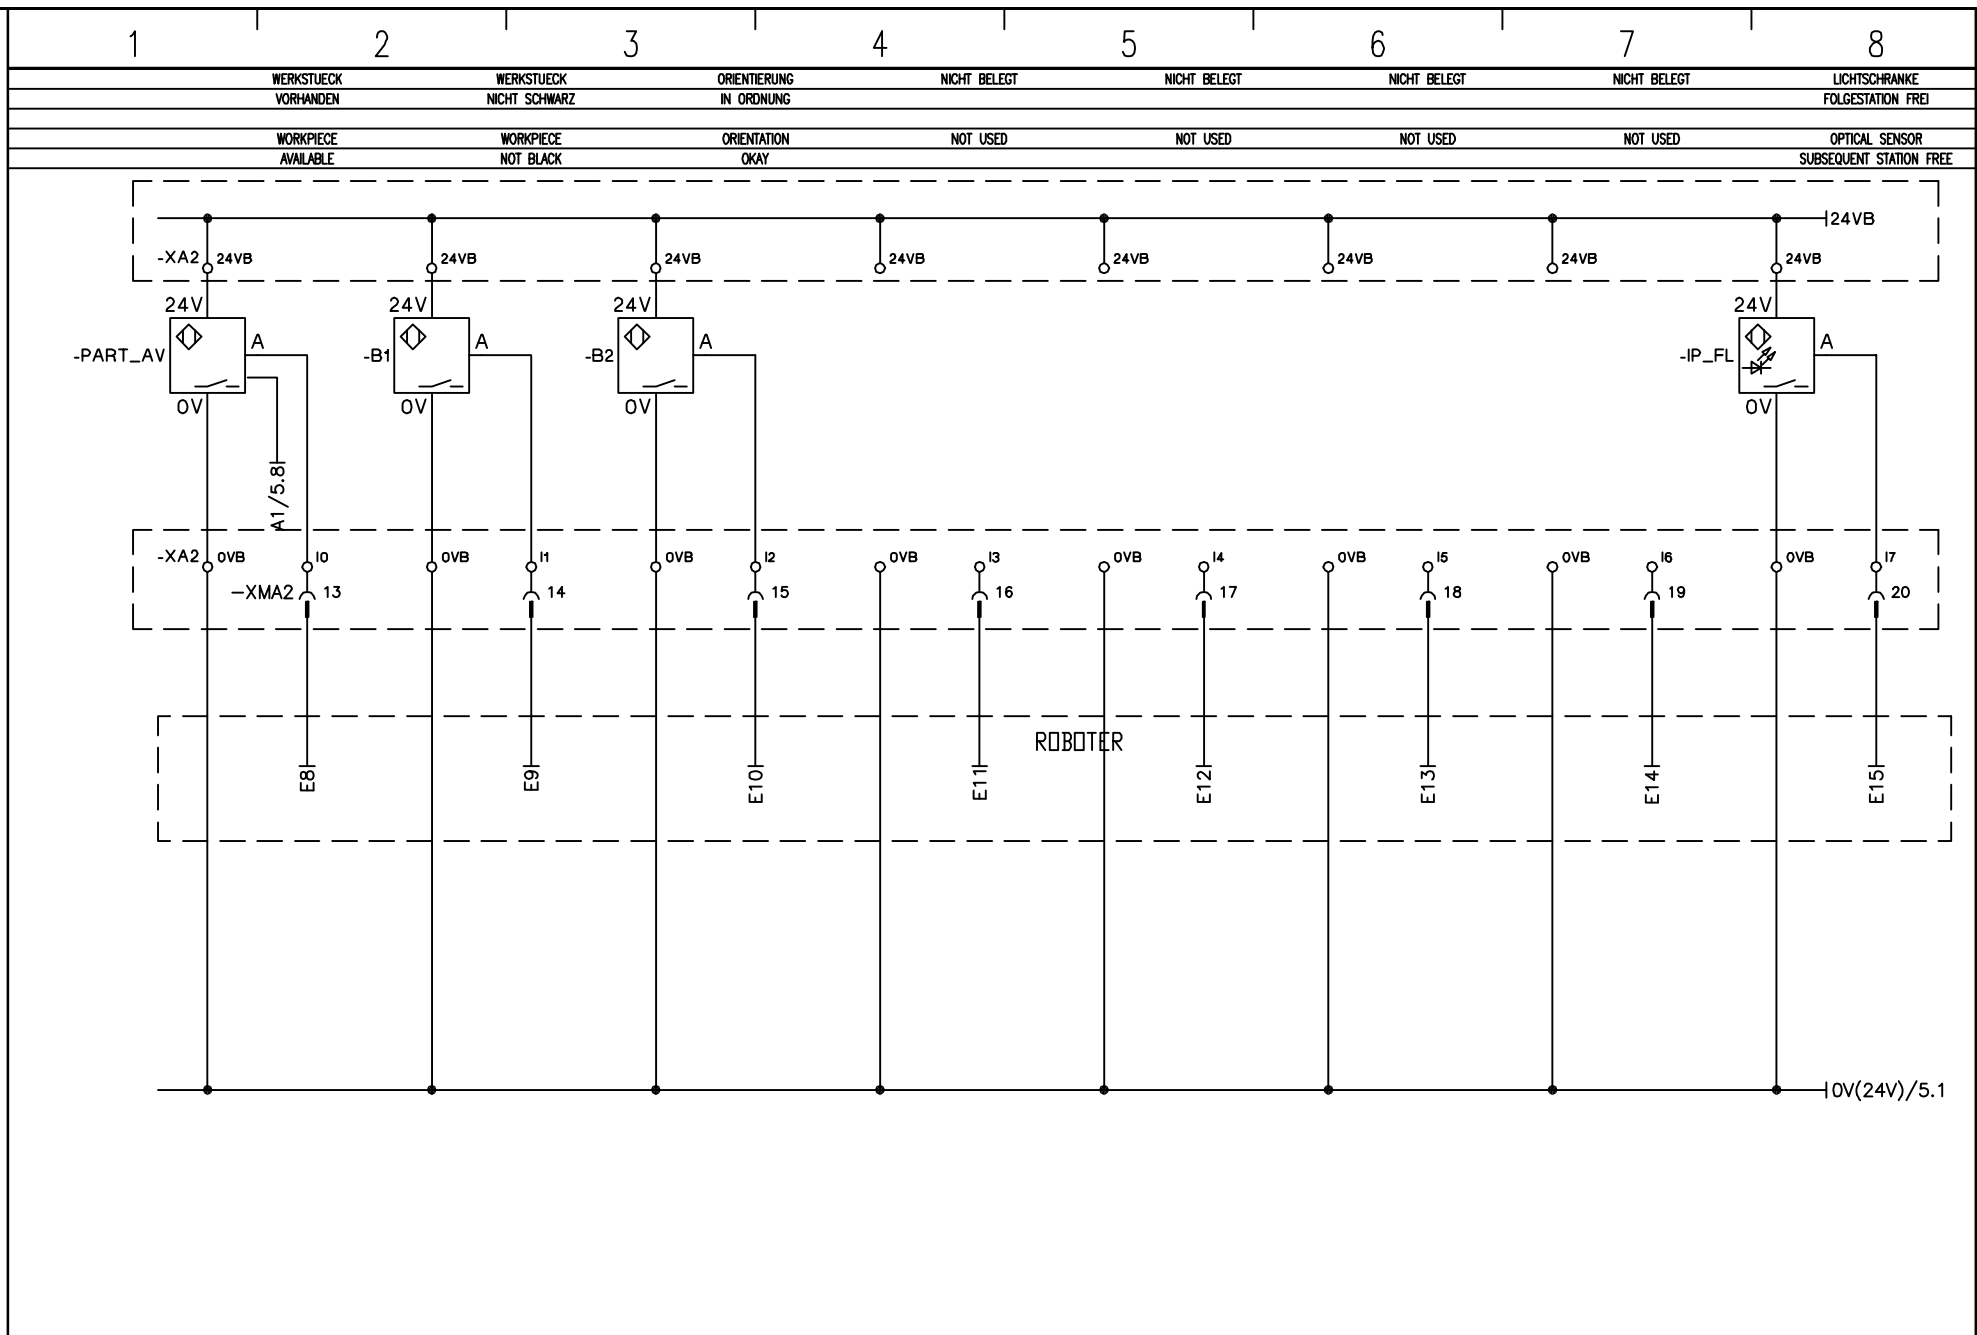 1 2 3 4 5 6 7 8
WERKSTUECK WERKSTUECK ORIENTIERUNG NICHT BELEGT NICHT BELEGT NICHT BELEGT NICHT BELEGT LICHTSCHRANKE
VORHANDEN NICHT SCHWARZ IN ORDNUNG FOLGESTATION FREI
WORKPIECE WORKPIECE ORIENTATION NOT USED NOT USED NOT USED NOT USED OPTICAL SENSOR
AVAILABLE NOT BLACK OKAY SUBSEQUENT STATION FREE
24VB
-XA2 24VB 24VB 24VB 24VB 24VB 24VB 24VB 24VB
24V 24V 24V 24V
-PART_AV A -B1 A -B2 A -IP_FL A
0V 0V 0V 0V
A1/5.8
-XA2 0VB I0 0VB I1 0VB I2 0VB I3 0VB I4 0VB I5 0VB I6 0VB I7
-XMA2 13 14 15 16 17 18 19 20
ROBOTER
E8 E9 E10 E11 E12 E13 E14 E15
0V(24V)/5.1